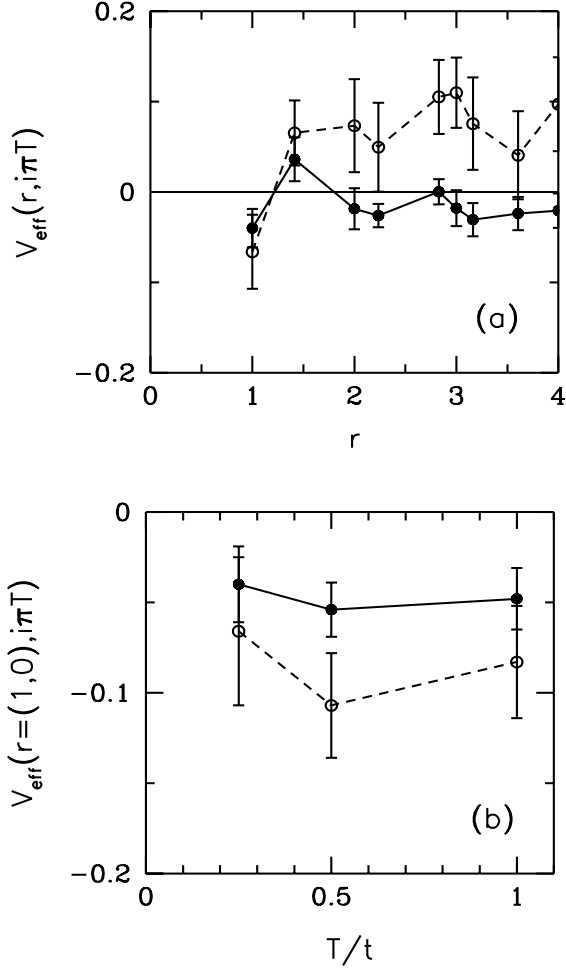 0.2
0
−0.2
V_eff(r,iπT)
(a)
0 1 2 3 4
r
0
−0.1
−0.2
V_eff(r=(1,0),iπT)
(b)
0 0.5 1
T/t